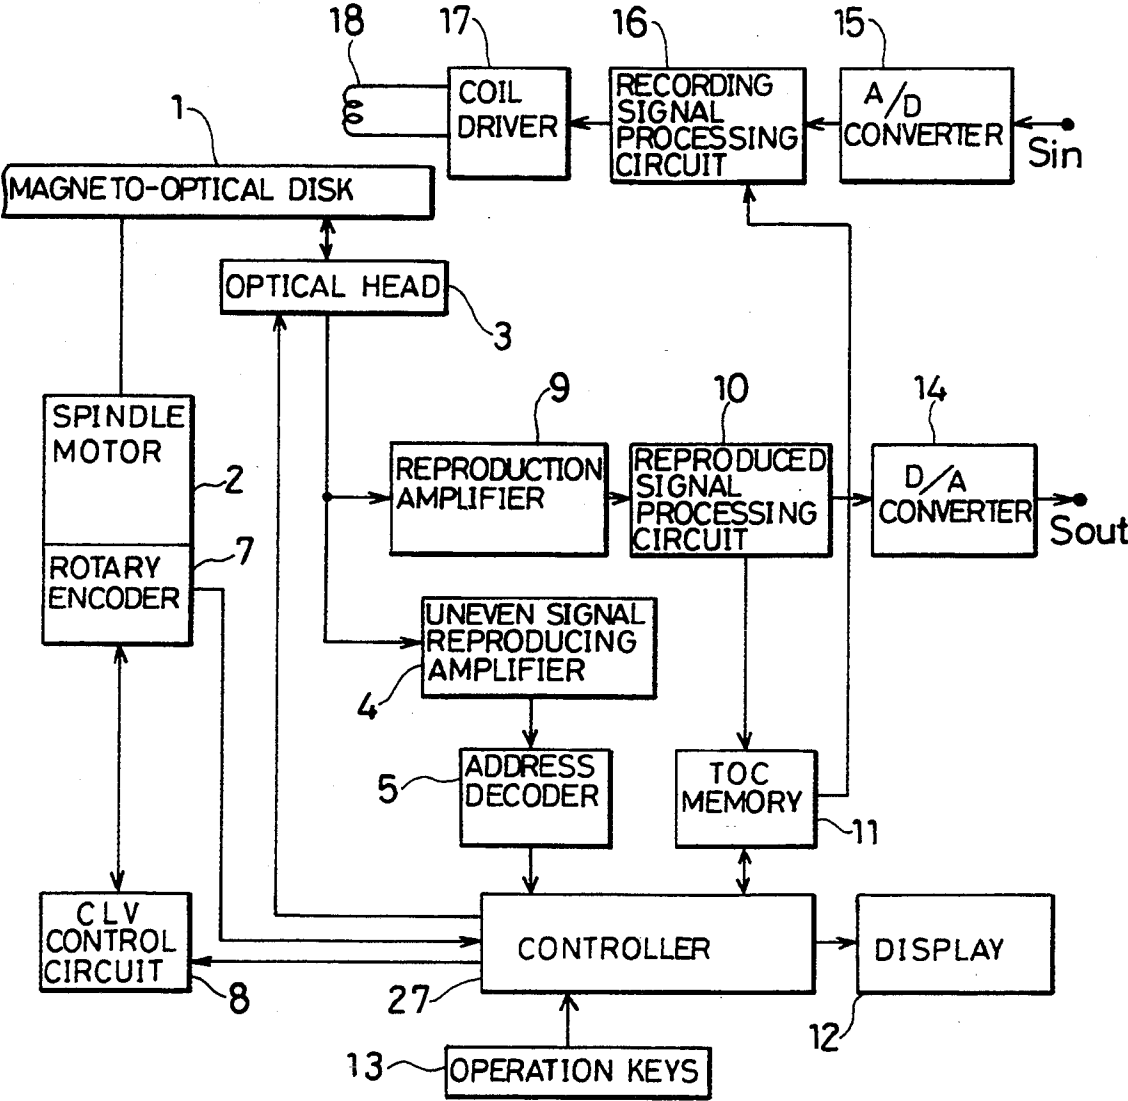 18
17
16
15
COIL
DRIVER
RECORDING
SIGNAL
PROCESSING
CIRCUIT
A/D
CONVERTER
Sin
1
MAGNETO-OPTICAL DISK
OPTICAL HEAD
3
SPINDLE
MOTOR
2
ROTARY
ENCODER
7
9
REPRODUCTION
AMPLIFIER
10
REPRODUCED
SIGNAL
PROCESSING
CIRCUIT
14
D/A
CONVERTER
Sout
UNEVEN SIGNAL
REPRODUCING
AMPLIFIER
4
5
ADDRESS
DECODER
TOC
MEMORY
11
CLV
CONTROL
CIRCUIT
8
CONTROLLER
27
DISPLAY
12
13
OPERATION KEYS